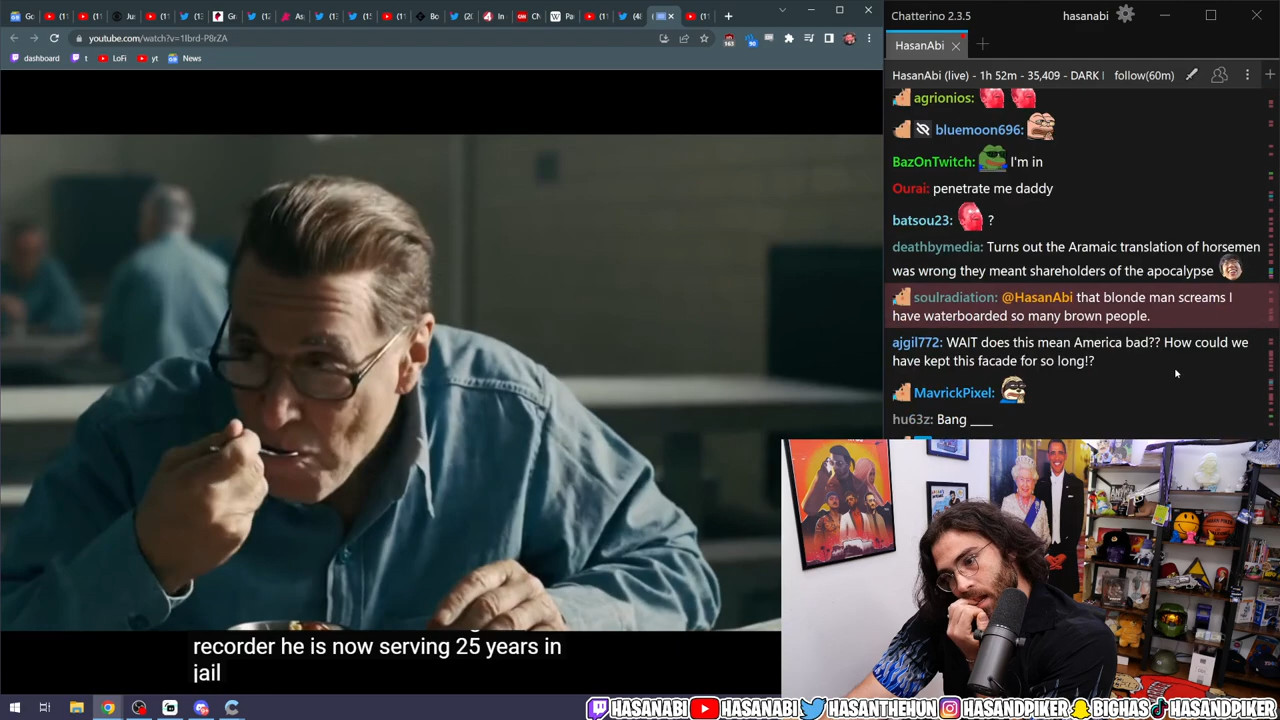 youtube.com/watch?v=1Ibrd-P8rZA
dashboard
t
LoFi
yt
News
163
90
recorder he is now serving 25 years in
jail
Chatterino 2.3.5
hasanabi
HasanAbi
HasanAbi (live) - 1h 52m - 35,409 - DARK
follow(60m)
agrionios:
bluemoon696:
BazOnTwitch: I'm in
Ourai: penetrate me daddy
batsou23: ?
deathbymedia: Turns out the Aramaic translation of horsemen
was wrong they meant shareholders of the apocalypse
soulradiation: @HasanAbi that blonde man screams I
have waterboarded so many brown people.
ajgil772: WAIT does this mean America bad?? How could we
have kept this facade for so long!?
MavrickPixel:
hu63z: Bang ___
HASANABI HASANABI HASANTHEHUN HASANDPIKER BIGHAS HASANDPIKER